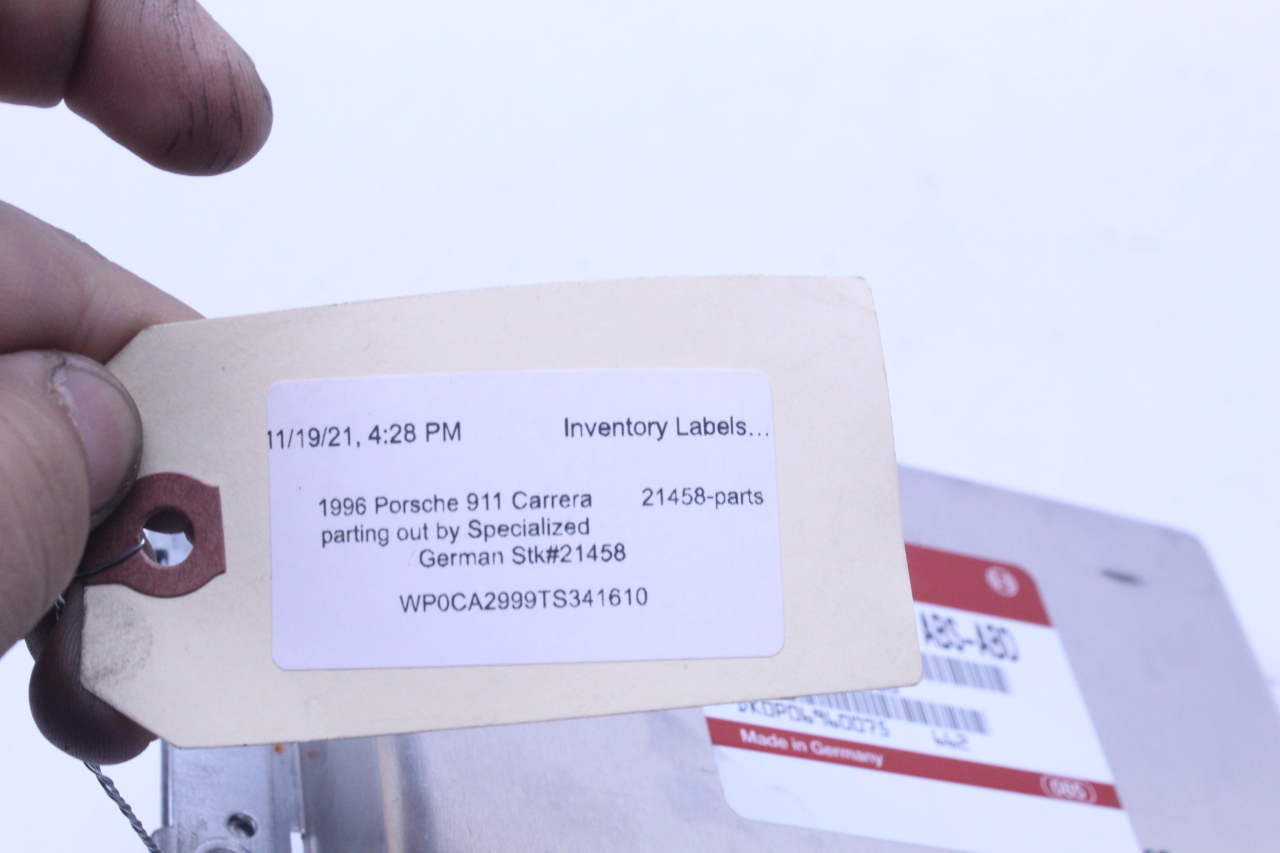 11/19/21, 4:28 PM Inventory Labels...
1996 Porsche 911 Carrera 21458-parts
parting out by Specialized
German Stk#21458
WP0CA2999TS341610
ABS-ABD
Made in Germany